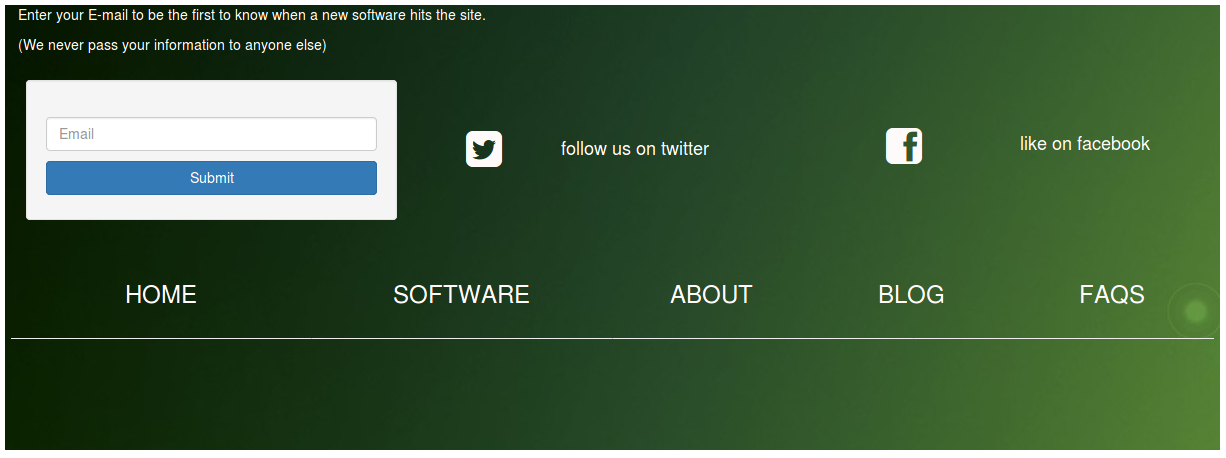 Enter your E-mail to be the first to know when a new software hits the site.
(We never pass your information to anyone else)
Email
Submit
follow us on twitter
like on facebook
HOME SOFTWARE ABOUT BLOG FAQS